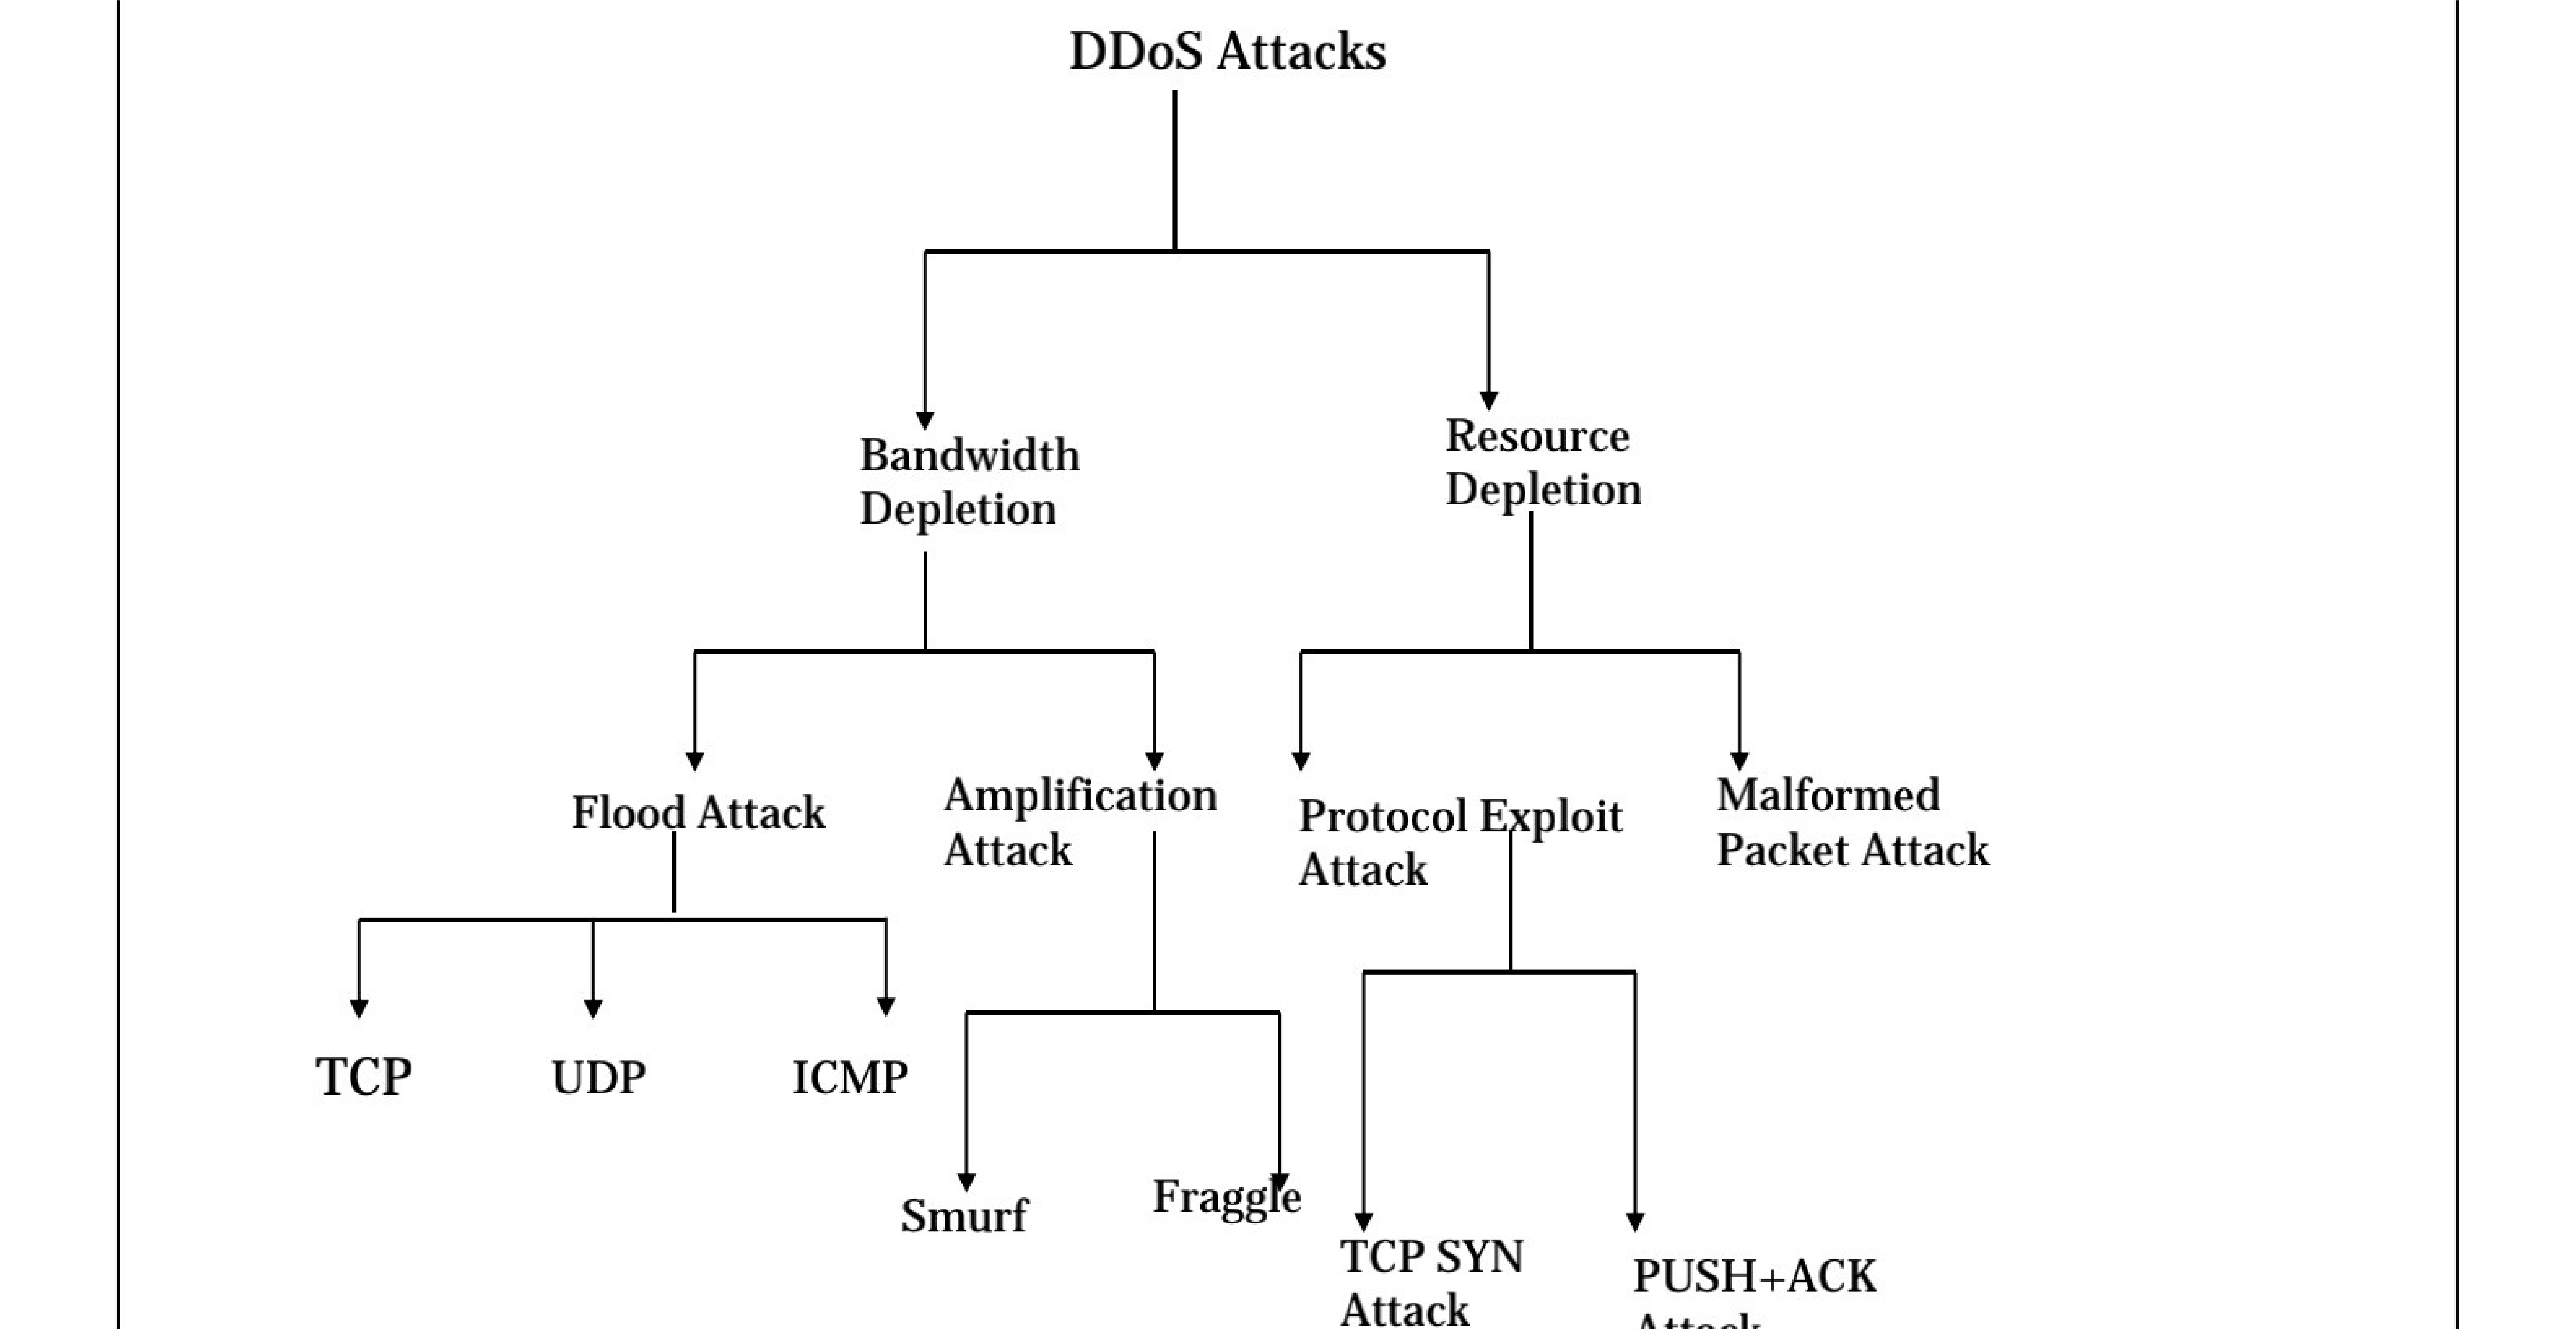 DDoS Attacks
Bandwidth
Depletion
Resource
Depletion
Flood Attack
Amplification
Attack
Protocol Exploit
Attack
Malformed
Packet Attack
TCP
UDP
ICMP
Smurf
Fraggle
TCP SYN
Attack
PUSH+ACK
Attack